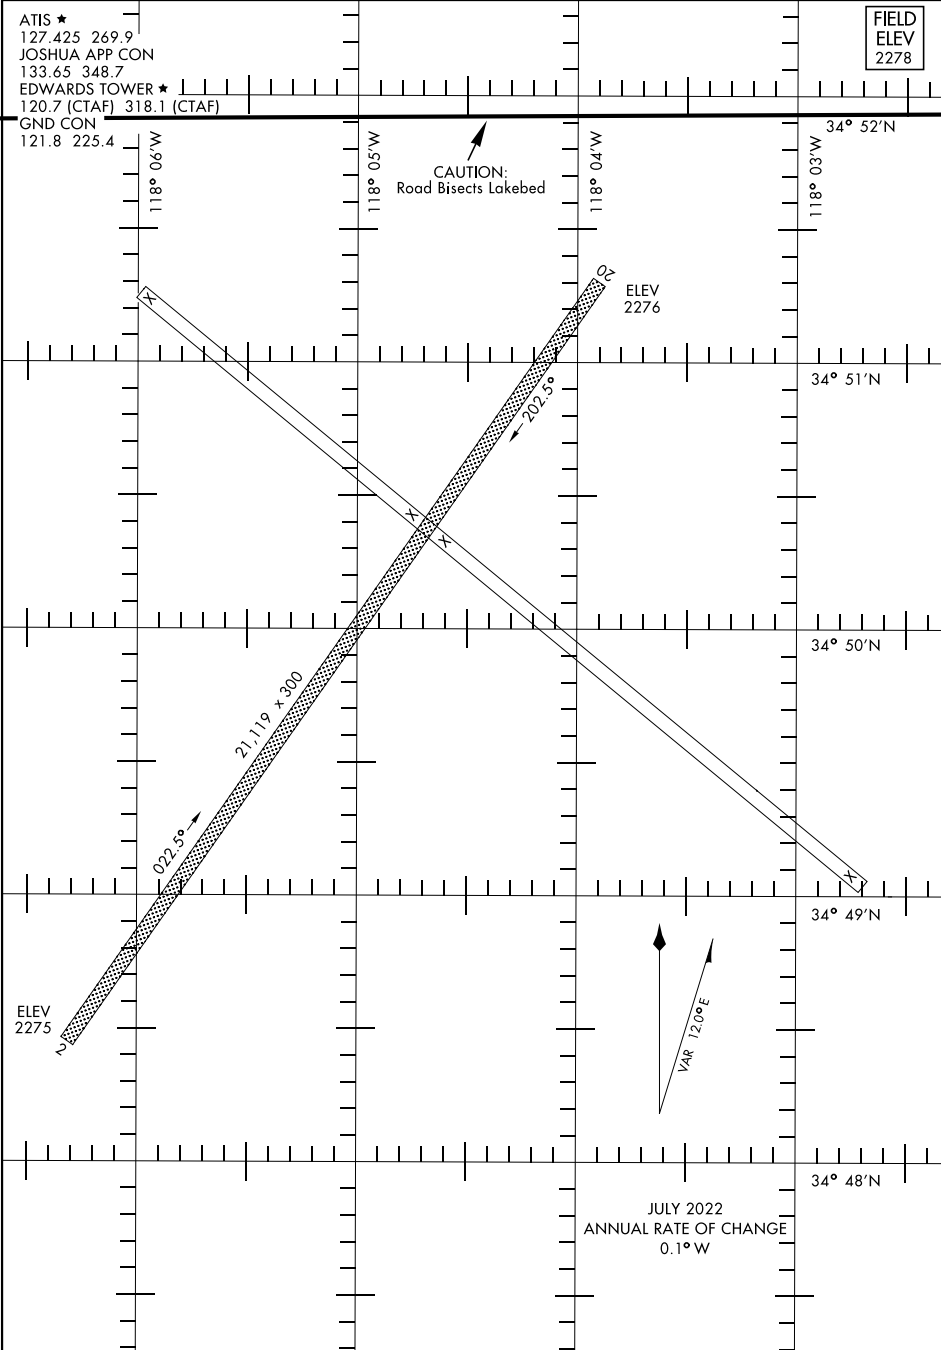 ATIS ★
127.425 269.9
JOSHUA APP CON
133.65 348.7
EDWARDS TOWER ★
120.7 (CTAF) 318.1 (CTAF)
GND CON
121.8 225.4
FIELD
ELEV
2278
34° 52'N
118° 06'W
118° 05'W
118° 04'W
118° 03'W
CAUTION:
Road Bisects Lakebed
X
20
ELEV
2276
34° 51'N
202.5°
X
X
34° 50'N
21,119 x 300
022.5°
X
34° 49'N
ELEV
2275
2
VAR 12.0° E
34° 48'N
JULY 2022
ANNUAL RATE OF CHANGE
0.1° W